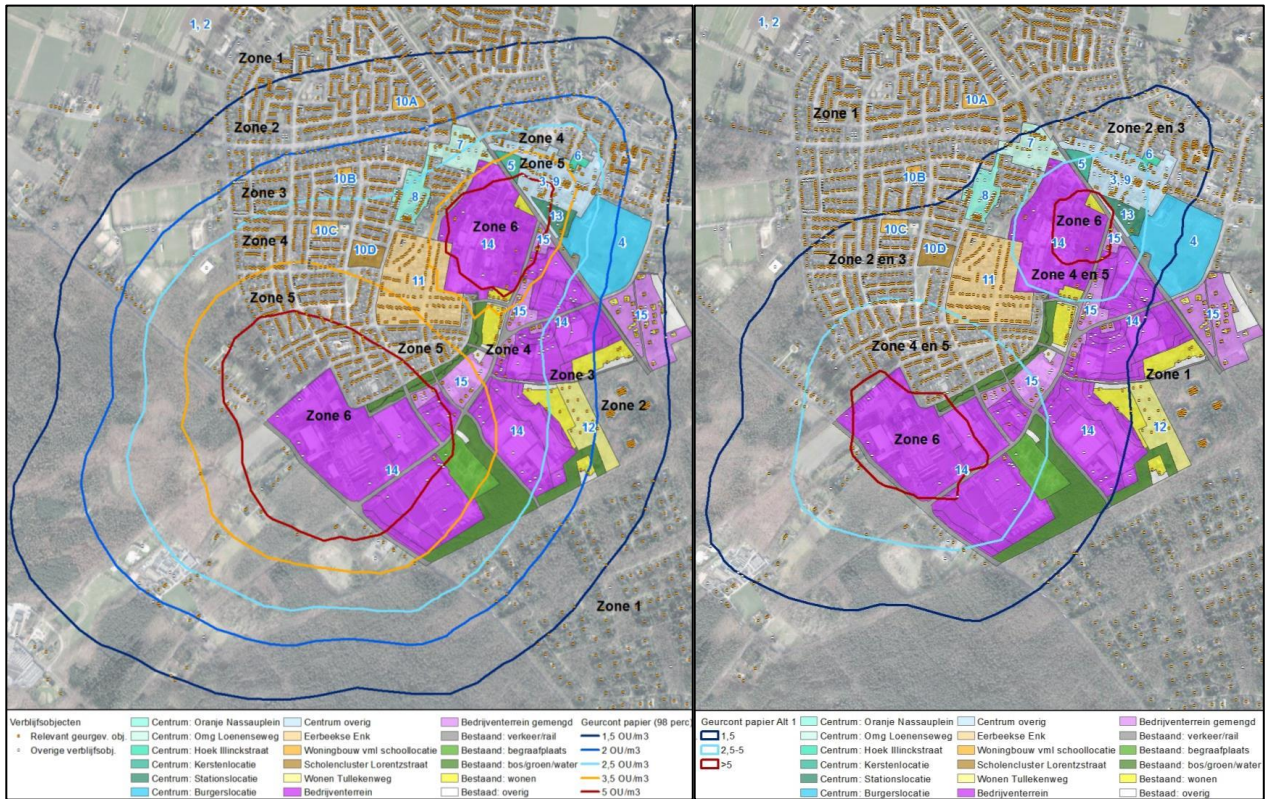 1, 2
Zone 1
10A
Zone 2
Zone 4
7
6
5
Zone 5
10B
3, 9
Zone 3
8
13
Zone 6
10C
14
15
4
Zone 4
10D
11
Zone 5
15
14
15
Zone 5
Zone 4
Zone 3
15
Zone 2
Zone 6
14
12
14
Zone 1
Verblijfsobjecten
Relevant geurgev. obj.
Overige verblijfsobj.
Centrum: Oranje Nassauplein
Centrum: Omg Loenenseweg
Centrum: Hoek Illinckstraat
Centrum: Kerstenlocatie
Centrum: Stationslocatie
Centrum: Burgerslocatie
Centrum overig
Eerbeekse Enk
Woningbouw vml schoollocatie
Scholencluster Lorentzstraat
Wonen Tullekenweg
Bedrijventerrein
Bedrijventerrein gemengd
Bestaand: verkeer/rail
Bestaand: begraafplaats
Bestaand: bos/groen/water
Bestaand: wonen
Bestaad: overig
Geurcont papier (98 perc)
1,5 OU/m3
2 OU/m3
2,5 OU/m3
3,5 OU/m3
5 OU/m3
1, 2
10A
Zone 1
Zone 2 en 3
7
6
5
10B
3, 9
8
13
Zone 6
10C
14
15
4
10D
Zone 2 en 3
11
Zone 4 en 5
15
15
14
Zone 4 en 5
Zone 1
15
12
Zone 6
14
14
Geurcont papier Alt 1
1,5
2,5-5
>5
Centrum: Oranje Nassauplein
Centrum: Omg Loenenseweg
Centrum: Hoek Illinckstraat
Centrum: Kerstenlocatie
Centrum: Stationslocatie
Centrum: Burgerslocatie
Centrum overig
Eerbeekse Enk
Woningbouw vml schoollocatie
Scholencluster Lorentzstraat
Wonen Tullekenweg
Bedrijventerrein
Bedrijventerrein gemengd
Bestaand: verkeer/rail
Bestaand: begraafplaats
Bestaand: bos/groen/water
Bestaand: wonen
Bestaad: overig